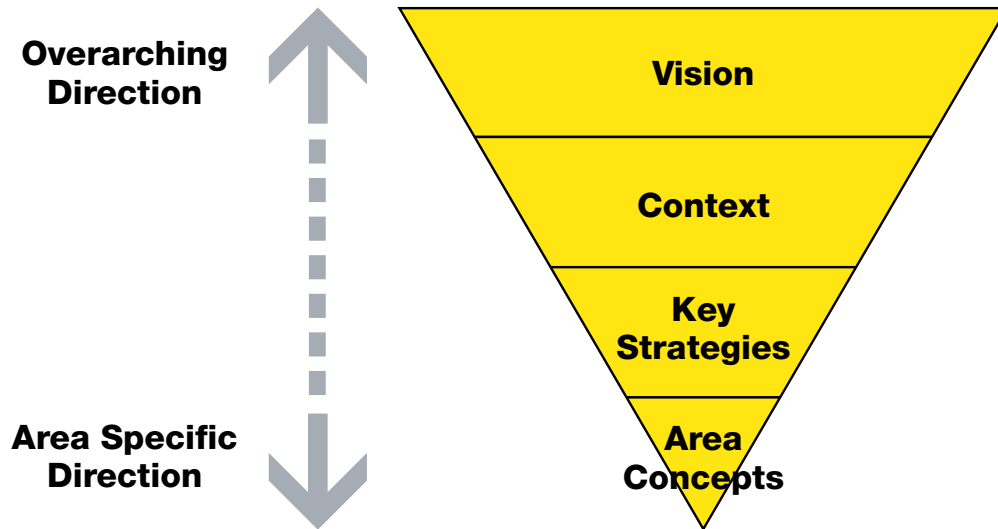 Overarching
Direction
Vision
Context
Key
Strategies
Area Specific
Direction
Area
Concepts